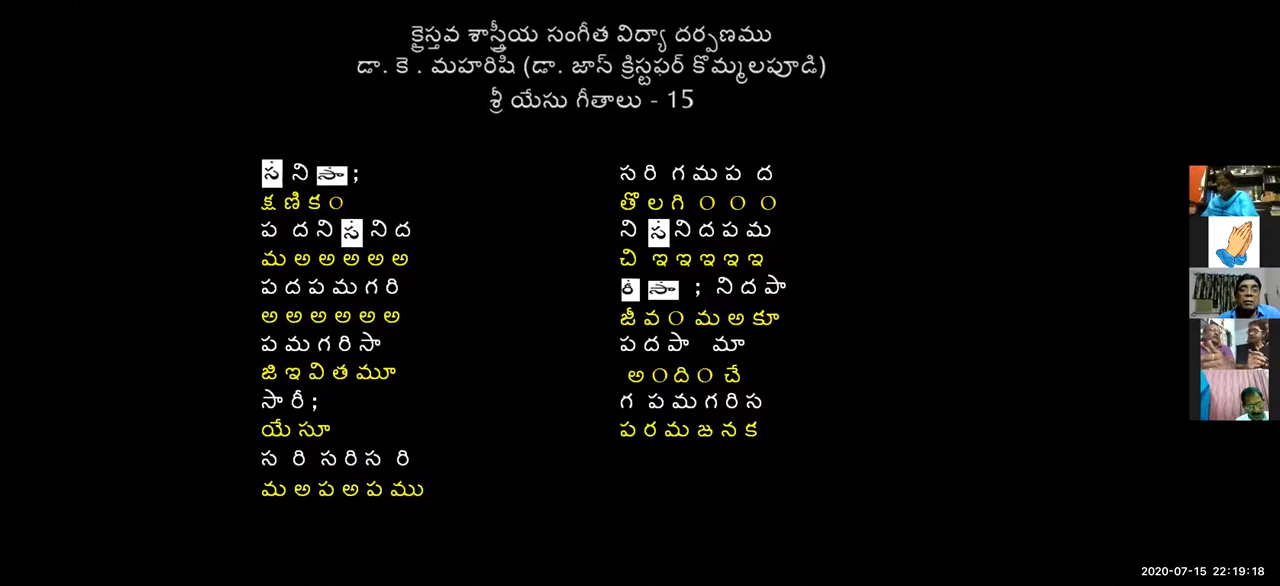 క్రైస్తవ శాస్త్రీయ సంగీత విద్యా దర్పణము
డా. కె . మహరిషి (డా. జాస్ క్రిస్టఫర్ కొమ్మలపూడి)
శ్రీ యేసు గీతాలు - 15
స ని సా ;
క్ష ణి క ం
ప ద ని స ని ద
మ అ అ అ అ అ
ప ద ప మ గ రి
అ అ అ అ అ అ
ప మ గ రి సా
జి ఇ వి త మూ
సా రీ ;
యే సూ
స రి స రి స రి
మ అ ప అ ప ము
స రి గ మ ప ద
తొ ల గి ం ం ం
ని స ని ద ప మ
చి ఇ ఇ ఇ ఇ ఇ
రీ సా ; ని ద పా
జీ వ ం మ అ కూ
ప ద పా మా
అ ం ది ం చే
గ ప మ గ రి స
ప ర మ జ న క
2020-07-15 22:19:18